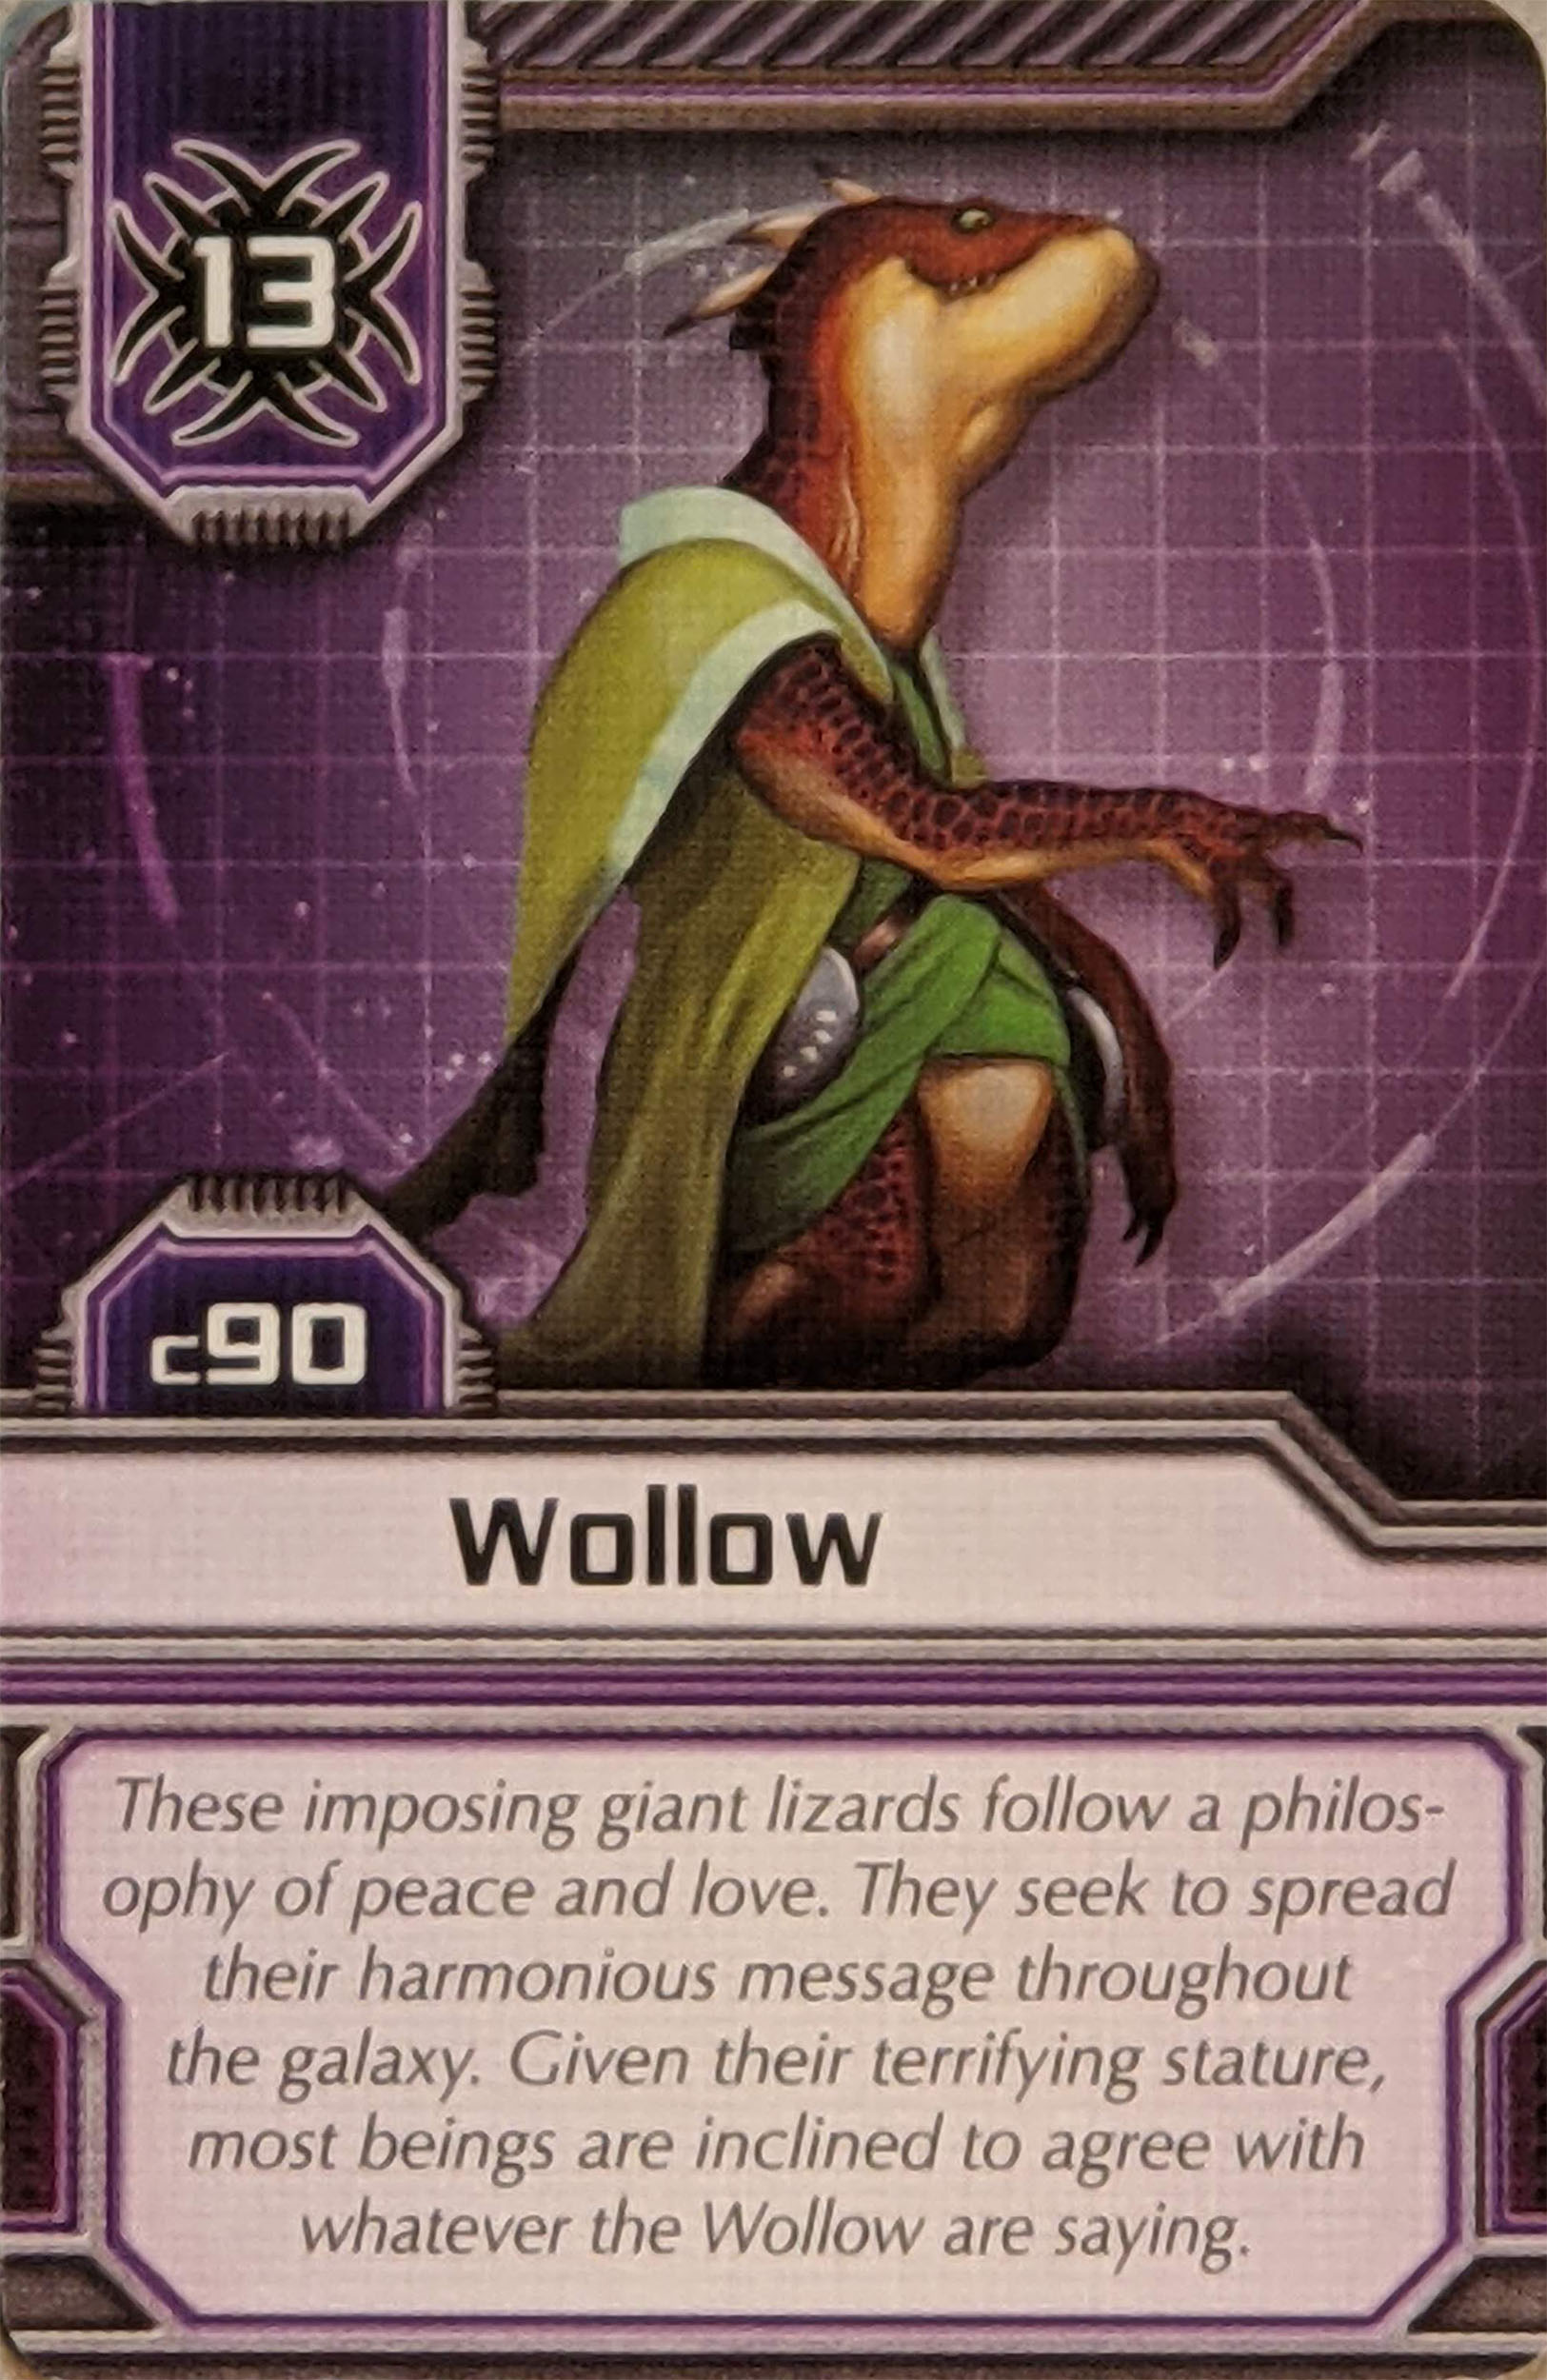 13
c90
Wollow
These imposing giant lizards follow a philos-
ophy of peace and love. They seek to spread
their harmonious message throughout
the galaxy. Given their terrifying stature,
most beings are inclined to agree with
whatever the Wollow are saying.